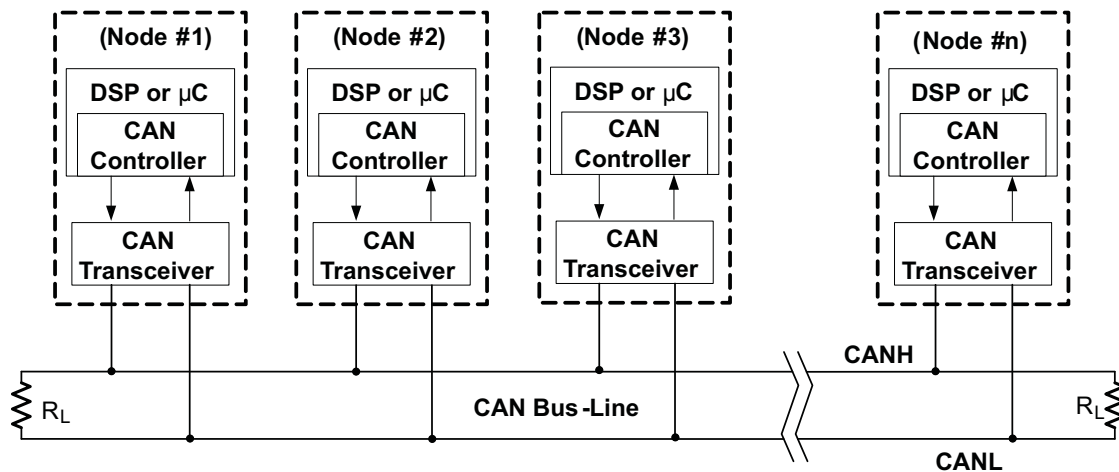 (Node #1)
DSP or µC
CAN
Controller
CAN
Transceiver
(Node #2)
DSP or µC
CAN
Controller
CAN
Transceiver
(Node #3)
DSP or µC
CAN
Controller
CAN
Transceiver
(Node #n)
DSP or µC
CAN
Controller
CAN
Transceiver
CANH
RL
CAN Bus-Line
RL
CANL